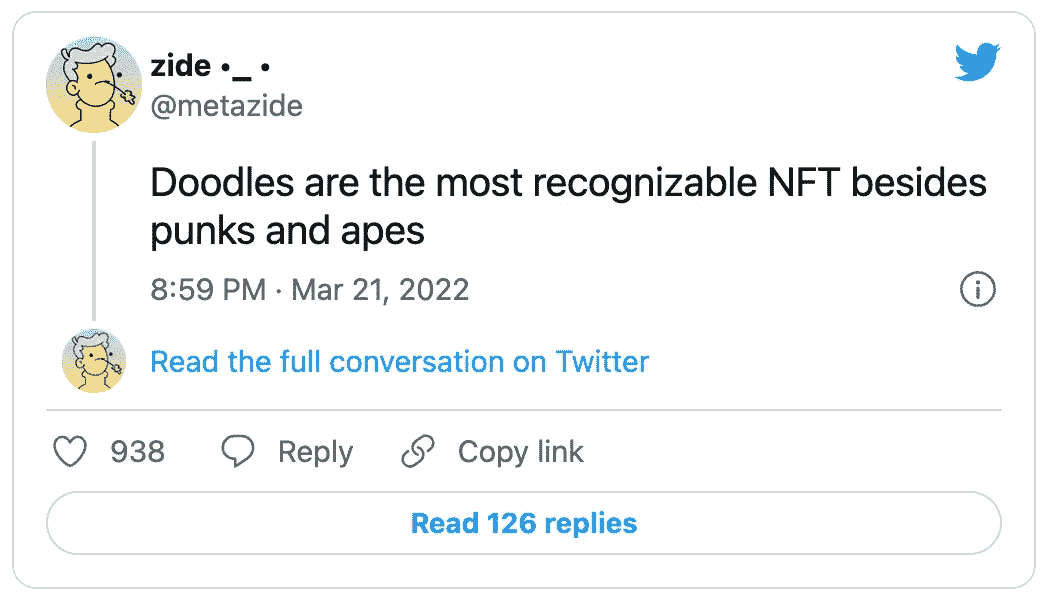 zide •_ •
@metazide
Doodles are the most recognizable NFT besides
punks and apes
8:59 PM · Mar 21, 2022
Read the full conversation on Twitter
938 Reply Copy link
Read 126 replies